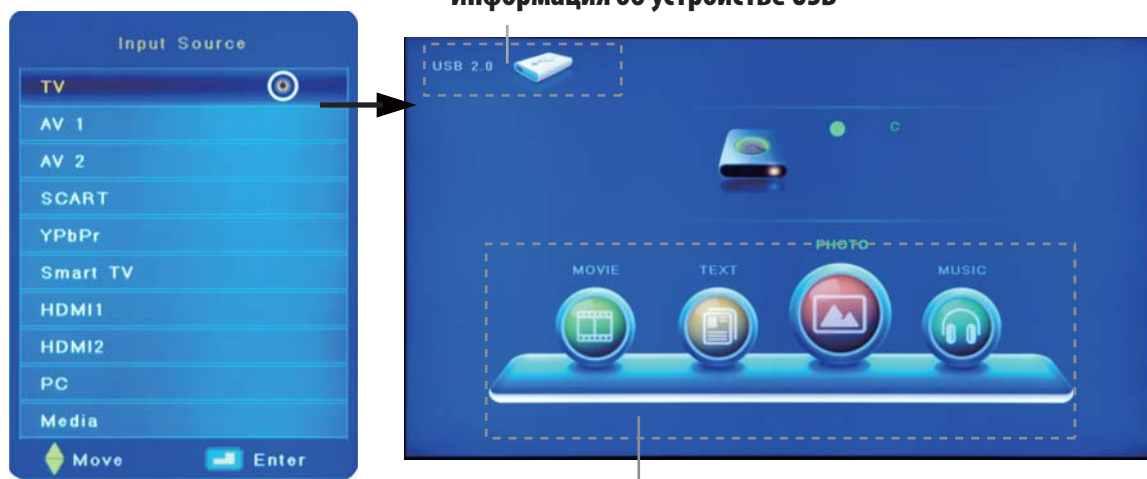 Информация об устройстве USB
Input Source
TV
AV 1
AV 2
SCART
YPbPr
Smart TV
HDMI1
HDMI2
PC
Media
Move
Enter
USB 2.0
C
PHOTO
MOVIE
TEXT
MUSIC